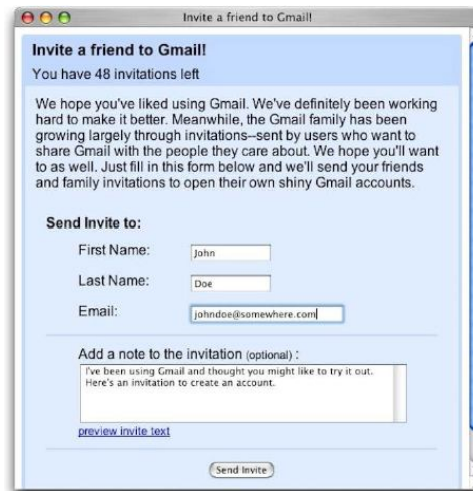 Invite a friend to Gmail!
Invite a friend to Gmail!
You have 48 invitations left
We hope you've liked using Gmail. We've definitely been working
hard to make it better. Meanwhile, the Gmail family has been
growing largely through invitations--sent by users who want to
share Gmail with the people they care about. We hope you'll want
to as well. Just fill in this form below and we'll send your friends
and family invitations to open their own shiny Gmail accounts.
Send Invite to:
First Name: John
Last Name: Doe
Email: johndoe@somewhere.com
Add a note to the invitation (optional) :
I've been using Gmail and thought you might like to try it out.
Here's an invitation to create an account.
preview invite text
Send Invite